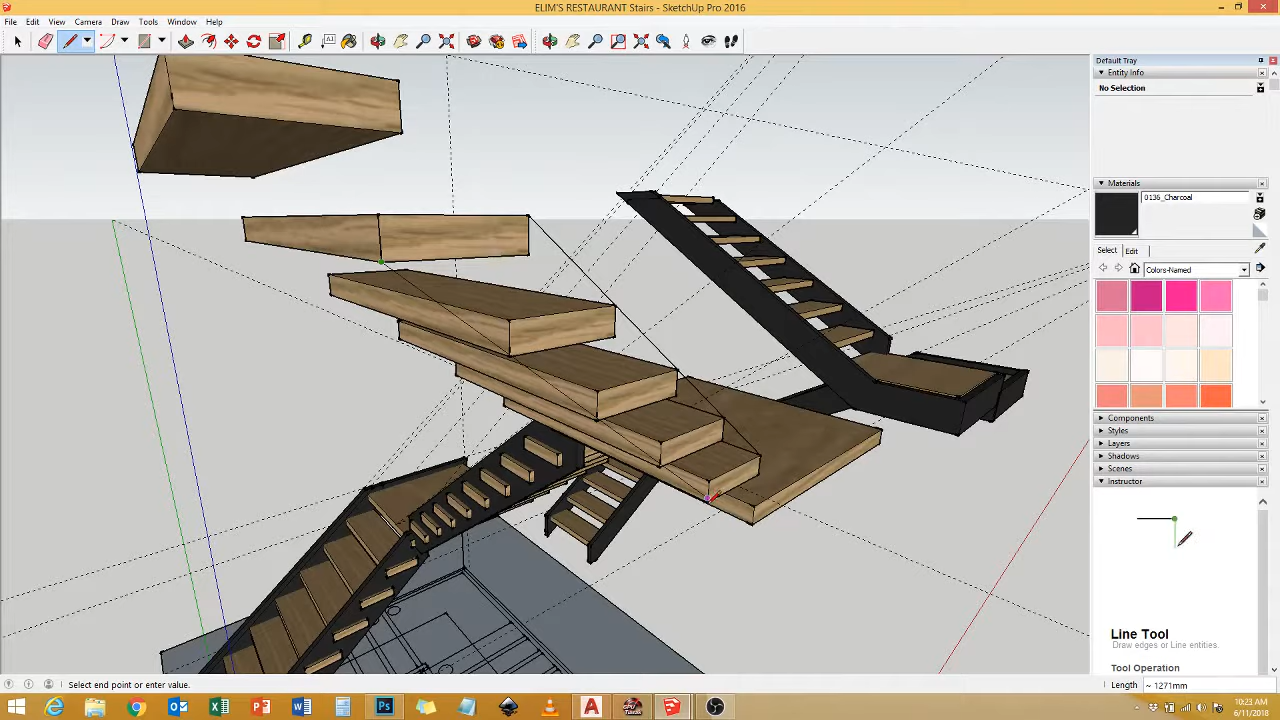 ELIM'S RESTAURANT Stairs - SketchUp Pro 2016
File Edit View Camera Draw Tools Window Help
Default Tray
Entity Info
No Selection
Materials
0136_Charcoal
Select Edit
Colors-Named
Components
Styles
Layers
Shadows
Scenes
Instructor
Line Tool
Draw edges or Line entities.
Tool Operation
Select end point or enter value.
Length ~ 1271mm
10:23 AM
6/11/2018